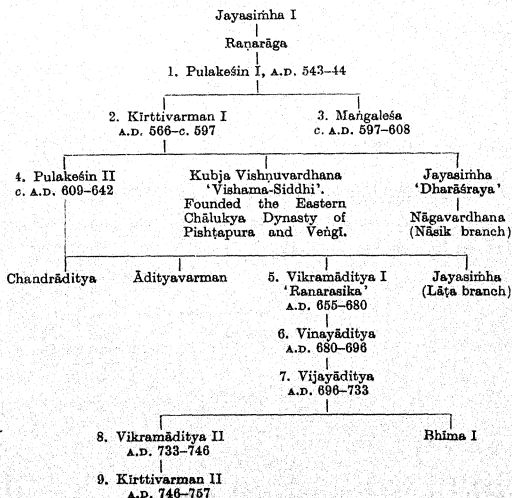 Jayasiṁha I
Raṇarāga
1. Pulakeśin I, A.D. 543–44
2. Kīrttivarman I
A.D. 566–c. 597
3. Maṅgaleśa
c. A.D. 597–608
4. Pulakeśin II
c. A.D. 609–642
Kubja Vishṇuvardhana
'Vishama-Siddhi'.
Founded the Eastern
Chālukya Dynasty of
Pishṭapura and Veṅgī.
Jayasiṁha
'Dharāśraya'
Nāgavardhana
(Nāsik branch)
Chandrāditya
Ādityavarman
5. Vikramāditya I
'Ranarasika'
A.D. 655–680
Jayasiṁha
(Lāṭa branch)
6. Vinayāditya
A.D. 680–696
7. Vijayāditya
A.D. 696–733
8. Vikramāditya II
A.D. 733–746
Bhīma I
9. Kīrttivarman II
A.D. 746–757